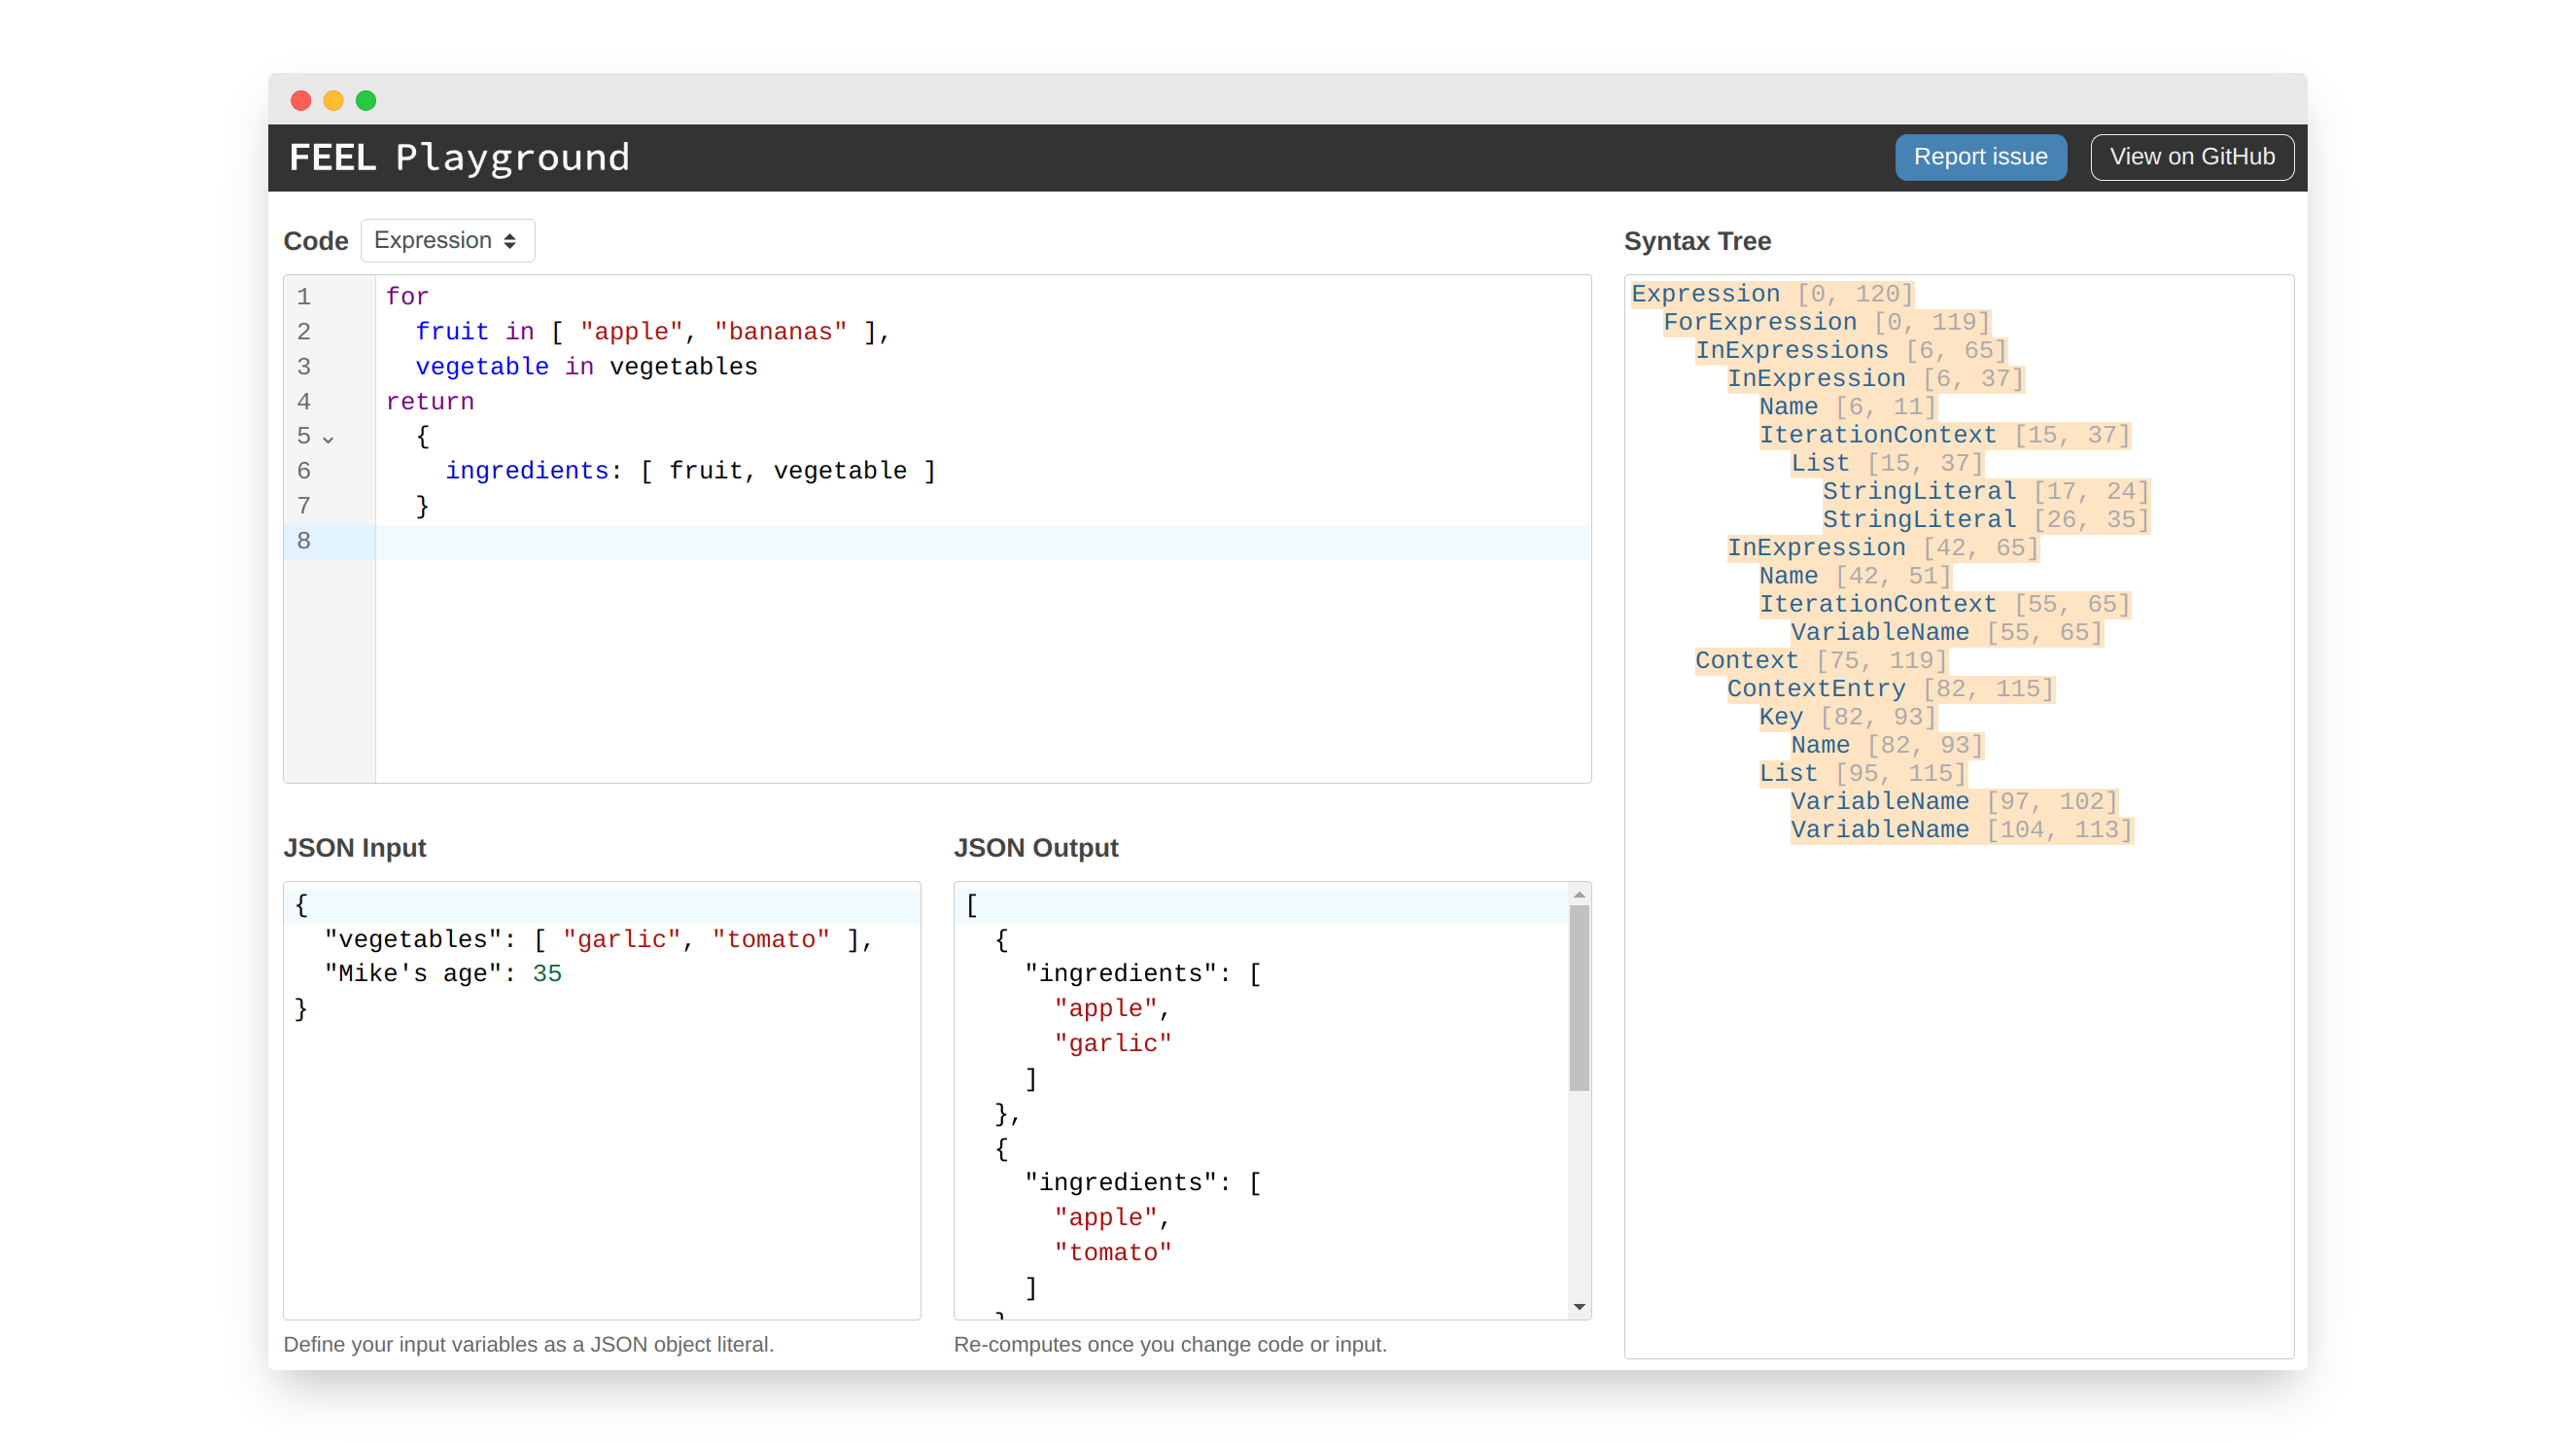 FEEL Playground
Report issue
View on GitHub
Code
Expression
1 for
2 fruit in [ "apple", "bananas" ],
3 vegetable in vegetables
4 return
5 {
6 ingredients: [ fruit, vegetable ]
7 }
8
JSON Input
{
"vegetables": [ "garlic", "tomato" ],
"Mike's age": 35
}
Define your input variables as a JSON object literal.
JSON Output
[
{
"ingredients": [
"apple",
"garlic"
]
},
{
"ingredients": [
"apple",
"tomato"
]
Re-computes once you change code or input.
Syntax Tree
Expression [0, 120]
ForExpression [0, 119]
InExpressions [6, 65]
InExpression [6, 37]
Name [6, 11]
IterationContext [15, 37]
List [15, 37]
StringLiteral [17, 24]
StringLiteral [26, 35]
InExpression [42, 65]
Name [42, 51]
IterationContext [55, 65]
VariableName [55, 65]
Context [75, 119]
ContextEntry [82, 115]
Key [82, 93]
Name [82, 93]
List [95, 115]
VariableName [97, 102]
VariableName [104, 113]